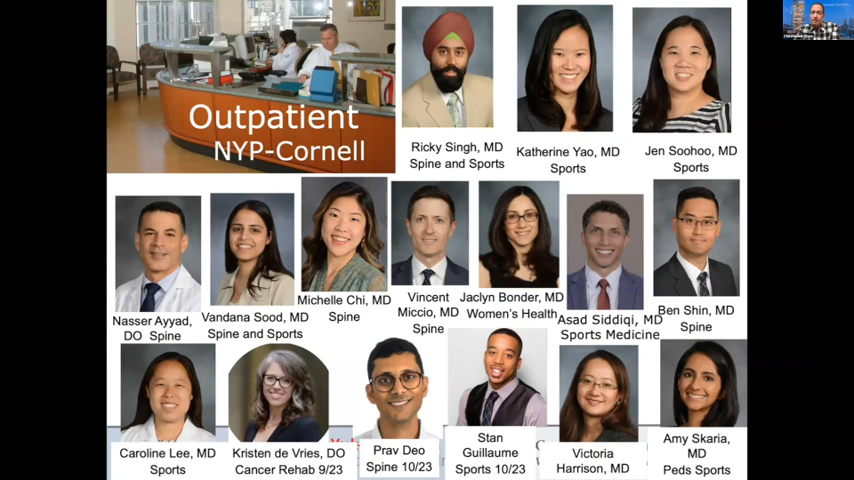 Outpatient
NYP-Cornell
Ricky Singh, MD
Spine and Sports
Katherine Yao, MD
Sports
Jen Soohoo, MD
Sports
Nasser Ayyad,
DO Spine
Vandana Sood, MD
Spine and Sports
Michelle Chi, MD
Spine
Vincent
Miccio, MD
Spine
Jaclyn Bonder, MD
Women's Health
Asad Siddiqi, MD
Sports Medicine
Ben Shin, MD
Spine
Caroline Lee, MD
Sports
Kristen de Vries, DO
Cancer Rehab 9/23
Prav Deo
Spine 10/23
Stan
Guillaume
Sports 10/23
Victoria
Harrison, MD
Amy Skaria,
MD
Peds Sports